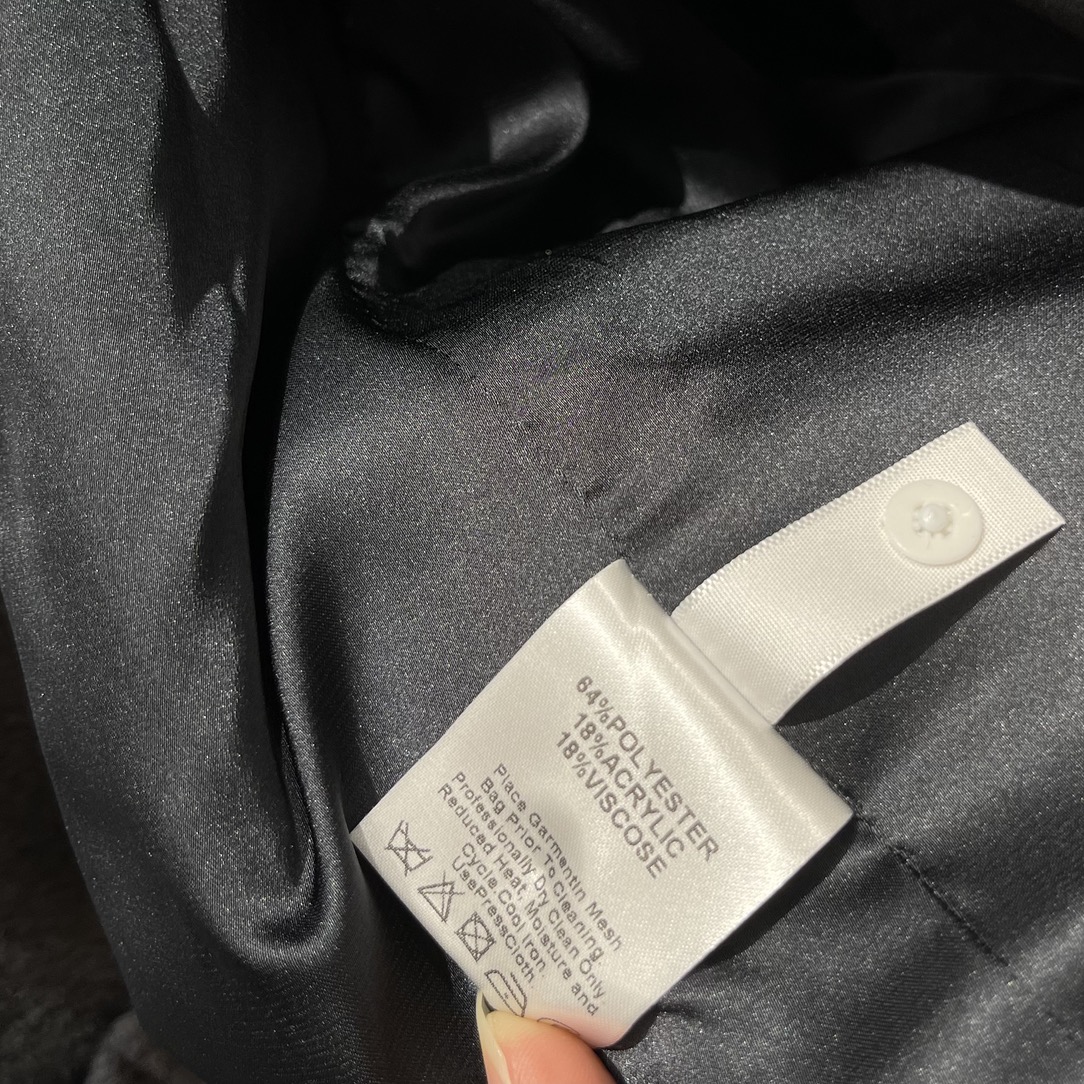 64%POLYESTER
18%ACRYLIC
18%VISCOSE
Place Garmentin Mesh
Bag Prior To Cleaning.
Professionally Dry Clean Only
Reduced Heat, Moisture and
Cycle.Cool Iron.
UsePressCloth.